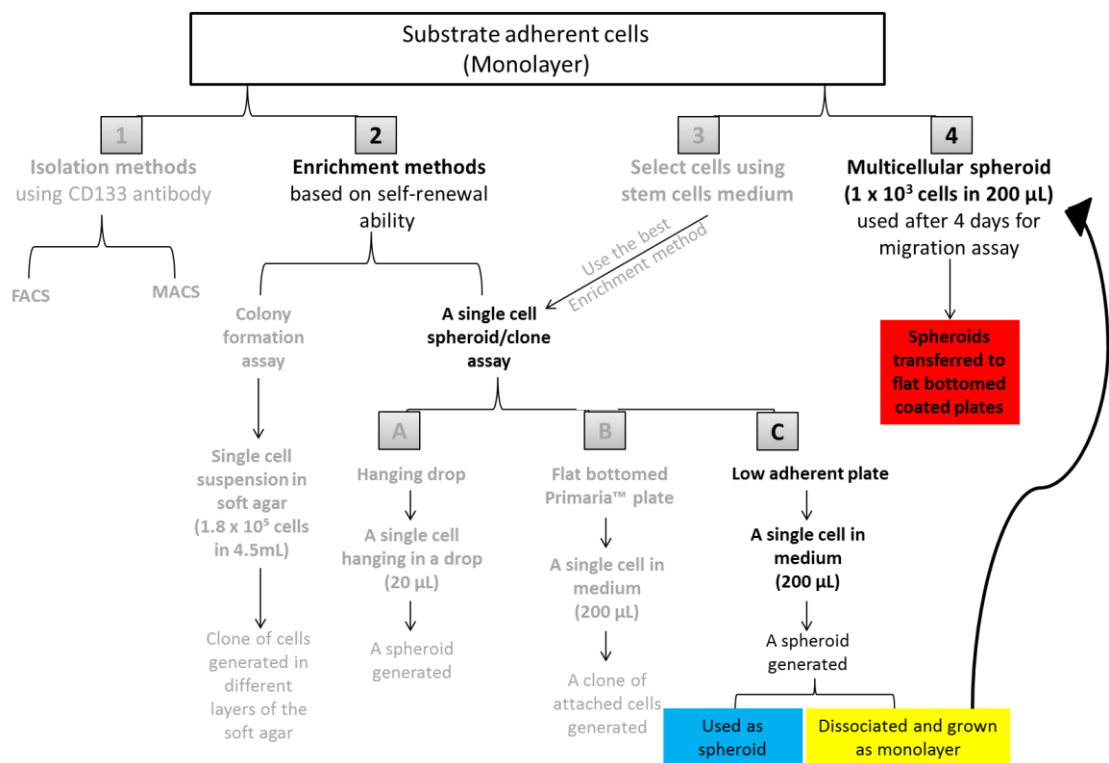 Substrate adherent cells
(Monolayer)
1
Isolation methods
using CD133 antibody
FACS
MACS
2
Enrichment methods
based on self-renewal
ability
3
Select cells using
stem cells medium
Use the best
Enrichment method
4
Multicellular spheroid
(1 x 10³ cells in 200 µL)
used after 4 days for
migration assay
Spheroids
transferred to
flat bottomed
coated plates
Colony
formation
assay
Single cell
suspension in
soft agar
(1.8 x 10⁵ cells
in 4.5mL)
Clone of cells
generated in
different
layers of the
soft agar
A single cell
spheroid/clone
assay
A
Hanging drop
A single cell
hanging in a drop
(20 µL)
A spheroid
generated
B
Flat bottomed
Primaria™ plate
A single cell in
medium
(200 µL)
A clone of
attached cells
generated
C
Low adherent plate
A single cell in
medium
(200 µL)
A spheroid
generated
Used as
spheroid
Dissociated and grown
as monolayer